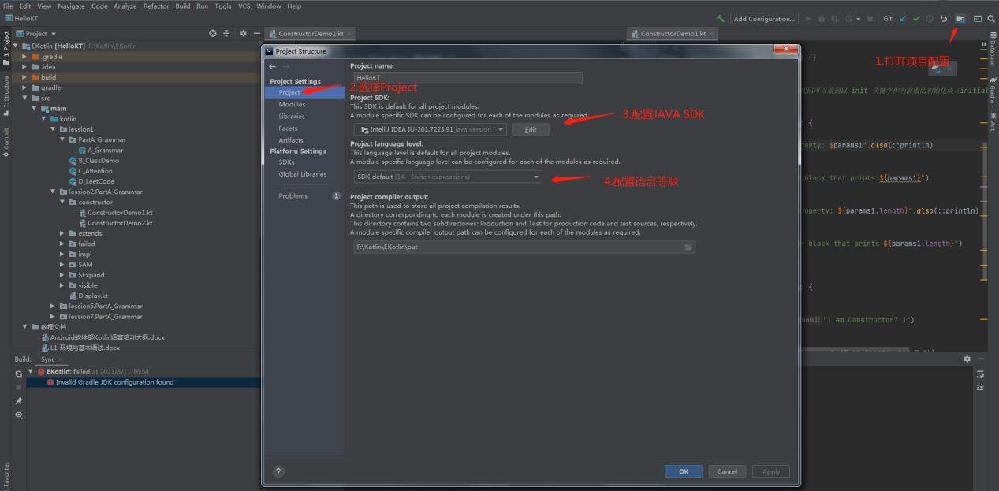 File Edit View Navigate Code Analyze Refactor Build Run Tools VCS Window Help
HelloKT
Add Configuration...
Git:
Project
ConstructorDemo1.kt
ConstructorDemo1.kt
1: Project
Z: Structure
Commit
Favorites
Database
Gradle
Ant
EKotlin [HelloKT] F:\Kotlin\EKotlin
.gradle
.idea
build
gradle
src
main
kotlin
lession1
PartA_Grammar
A_Grammar
B_ClassDemo
C_Attention
D_LeetCode
lession2.PartA_Grammar
constructor
ConstructorDemo1.kt
ConstructorDemo2.kt
extends
failed
impl
SAM
SExpand
visible
Display.kt
lession5.PartA_Grammar
lession7.PartA_Grammar
教程文档
Android软件部Kotlin语言培训大纲.docx
L1-环境与基本语法.docx
Project Structure
Project Settings
Project
Modules
Libraries
Facets
Artifacts
Platform Settings
SDKs
Global Libraries
Problems 1
Project name:
HelloKT
2.选择Project
Project SDK:
This SDK is default for all project modules.
A module specific SDK can be configured for each of the modules as required.
IntelliJ IDEA IU-201.7223.91 java version "
Edit
3.配置JAVA SDK
Project language level:
This language level is default for all project modules.
A module specific language level can be configured for each of the modules as required.
SDK default (14 - Switch expressions)
4.配置语言等级
Project compiler output:
This path is used to store all project compilation results.
A directory corresponding to each module is created under this path.
This directory contains two subdirectories: Production and Test for production code and test sources, respectively.
A module specific compiler output path can be configured for each of the modules as required.
F:\Kotlin\EKotlin\out
?
OK
Cancel
Apply
1.打开项目配置
) {}
代码可以放到以 init 关键字作为前缀的初始化块（initial
) {
perty: $params1".also(::println)
block that prints ${params1}")
operty: ${params1.length}".also(::println)
block that prints ${params1.length}")
) {
ams1: "I am Constructor7 1")
Build:
Sync
EKotlin: failed at 2021/3/11 16:54
Invalid Gradle JDK configuration found